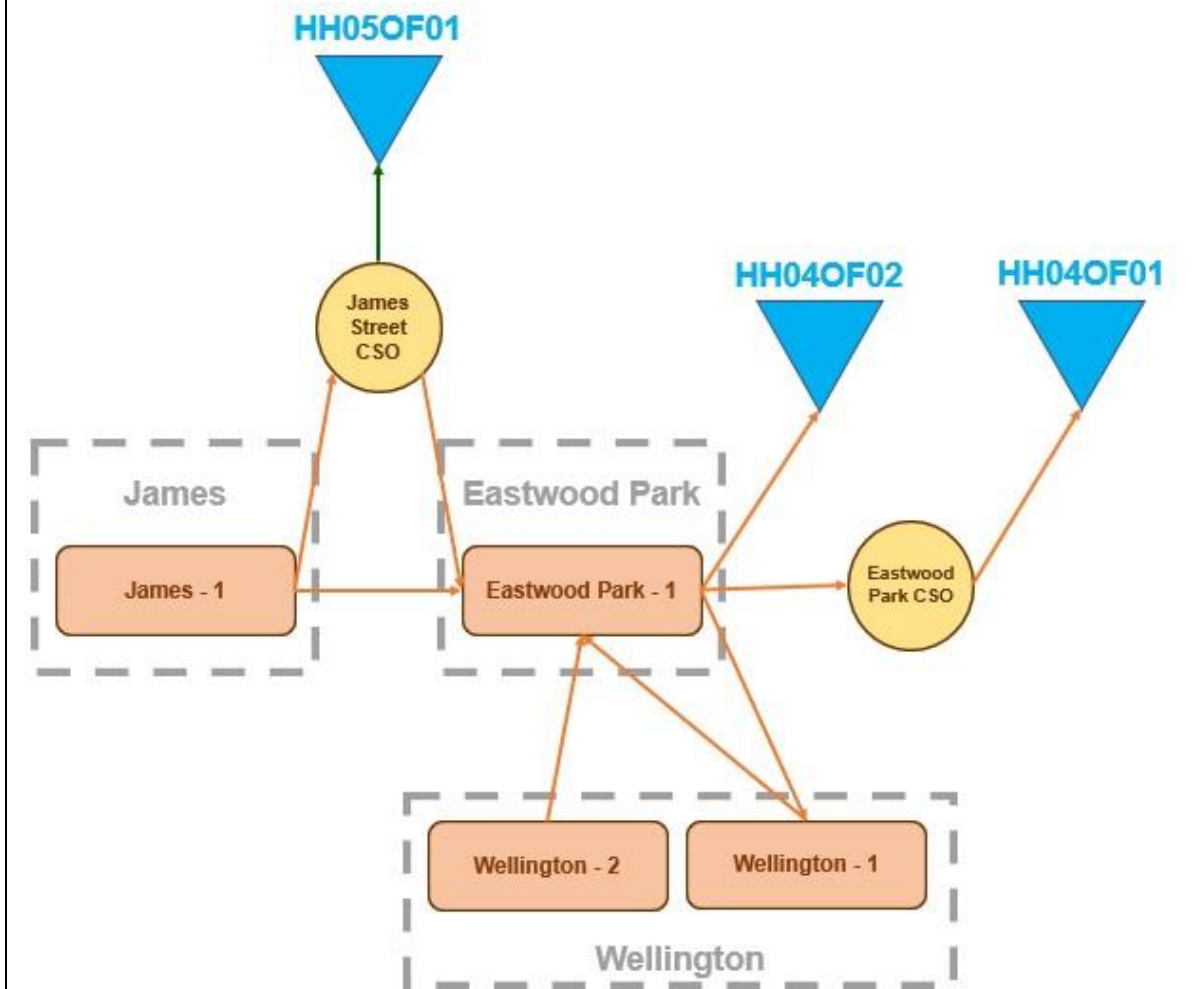 HH05OF01
James
Street
CSO
HH04OF02
HH04OF01
James
Eastwood Park
James - 1
Eastwood Park - 1
Eastwood
Park CSO
Wellington - 2
Wellington - 1
Wellington